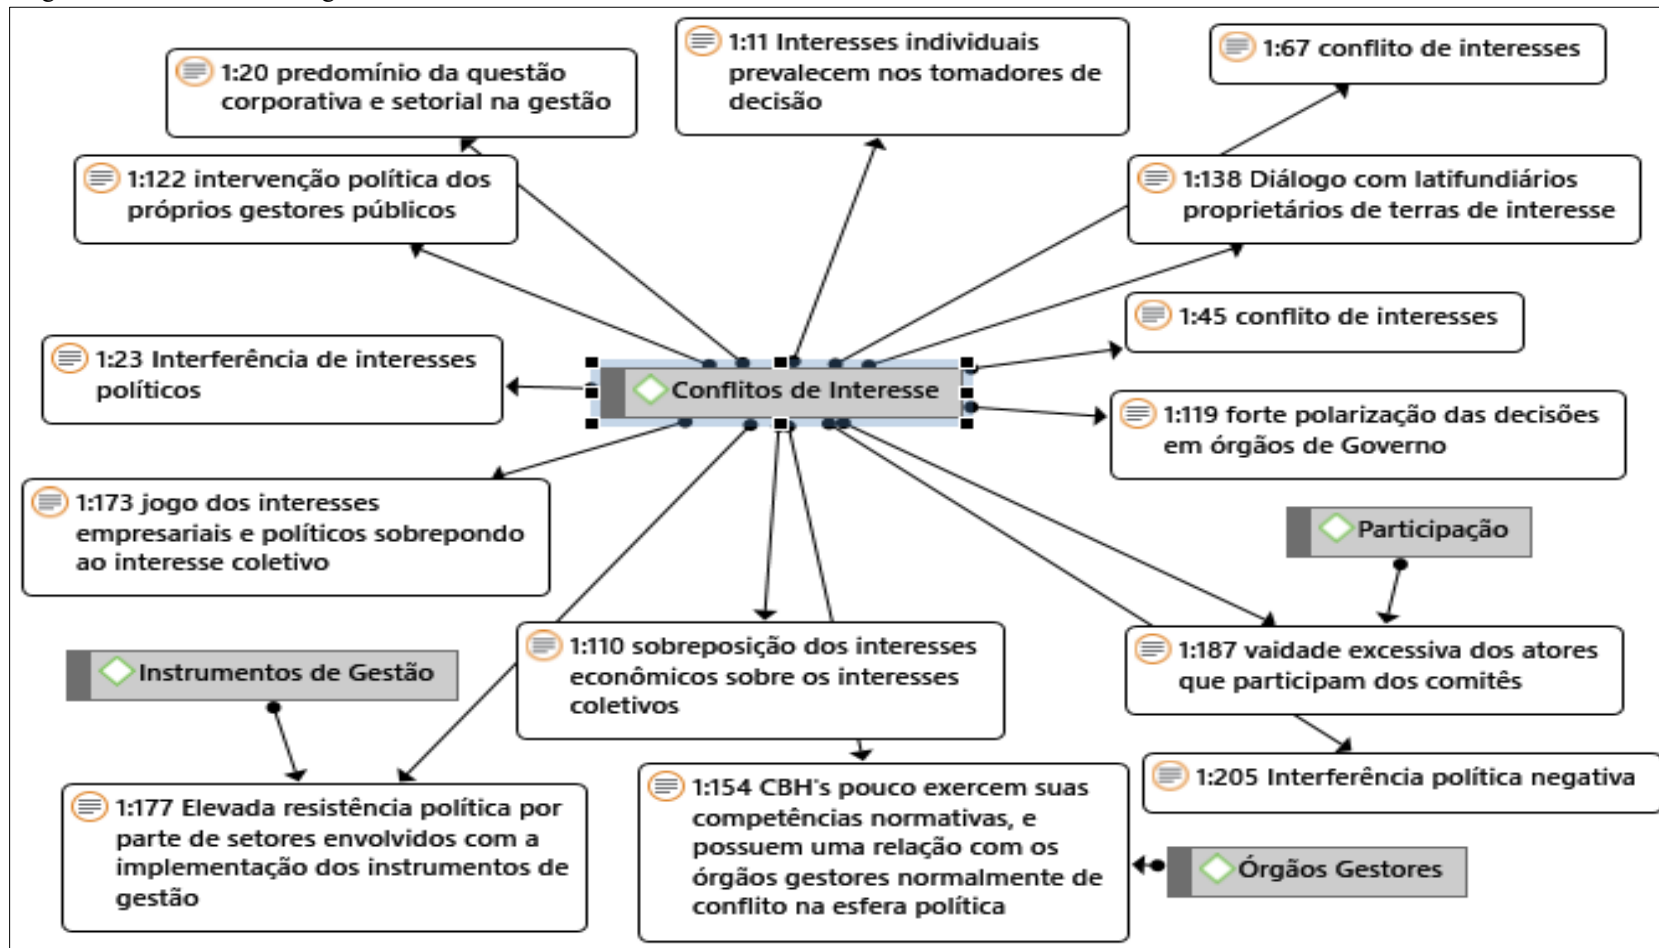 1:11 Interesses individuais
prevalecem nos tomadores de
decisão
1:67 conflito de interesses
1:20 predomínio da questão
corporativa e setorial na gestão
1:122 intervenção política dos
próprios gestores públicos
1:138 Diálogo com latifundiários
proprietários de terras de interesse
1:45 conflito de interesses
1:23 Interferência de interesses
políticos
Conflitos de Interesse
1:119 forte polarização das decisões
em órgãos de Governo
1:173 jogo dos interesses
empresariais e políticos sobrepondo
ao interesse coletivo
Participação
1:110 sobreposição dos interesses
econômicos sobre os interesses
coletivos
1:187 vaidade excessiva dos atores
que participam dos comitês
Instrumentos de Gestão
1:205 Interferência política negativa
1:177 Elevada resistência política por
parte de setores envolvidos com a
implementação dos instrumentos de
gestão
1:154 CBH's pouco exercem suas
competências normativas, e
possuem uma relação com os
órgãos gestores normalmente de
conflito na esfera política
Órgãos Gestores